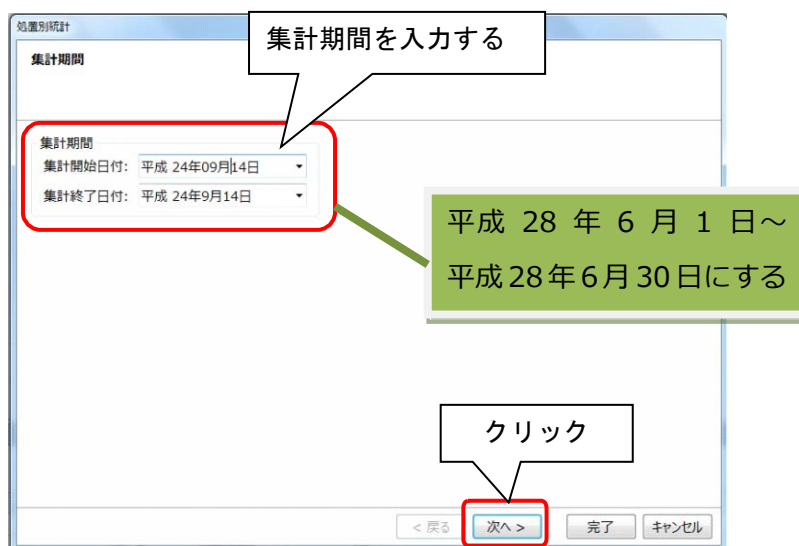 処置別統計
集計期間を入力する
集計期間
集計期間
集計開始日付: 平成 24年09月14日
集計終了日付: 平成 24年9月14日
平成 28 年 6 月 1 日～
平成28年6月30日にする
クリック
< 戻る 次へ > 完了 キャンセル